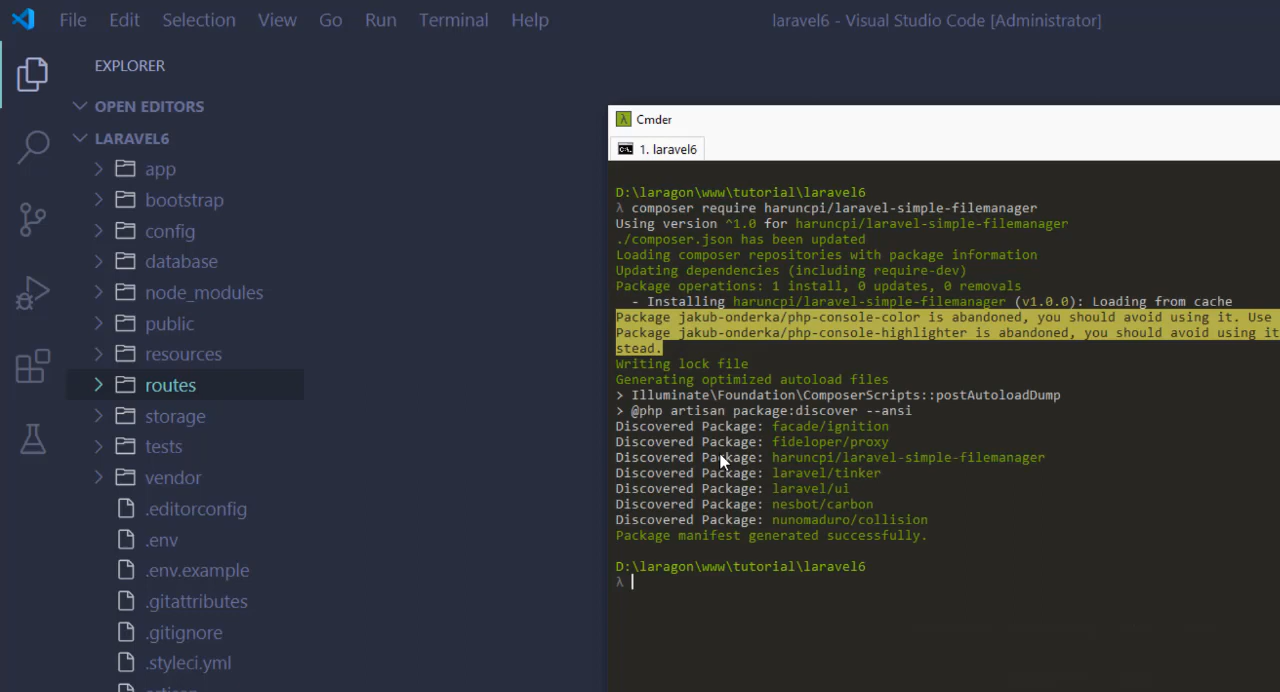 File Edit Selection View Go Run Terminal Help laravel6 - Visual Studio Code [Administrator]
EXPLORER
OPEN EDITORS
LARAVEL6
app
bootstrap
config
database
node_modules
public
resources
routes
storage
tests
vendor
.editorconfig
.env
.env.example
.gitattributes
.gitignore
.styleci.yml
artisan
Cmder
1. laravel6
D:\laragon\www\tutorial\laravel6
λ composer require haruncpi/laravel-simple-filemanager
Using version ^1.0 for haruncpi/laravel-simple-filemanager
./composer.json has been updated
Loading composer repositories with package information
Updating dependencies (including require-dev)
Package operations: 1 install, 0 updates, 0 removals
- Installing haruncpi/laravel-simple-filemanager (v1.0.0): Loading from cache
Package jakub-onderka/php-console-color is abandoned, you should avoid using it. Use
Package jakub-onderka/php-console-highlighter is abandoned, you should avoid using it
stead.
Writing lock file
Generating optimized autoload files
> Illuminate\Foundation\ComposerScripts::postAutoloadDump
> @php artisan package:discover --ansi
Discovered Package: facade/ignition
Discovered Package: fideloper/proxy
Discovered Package: haruncpi/laravel-simple-filemanager
Discovered Package: laravel/tinker
Discovered Package: laravel/ui
Discovered Package: nesbot/carbon
Discovered Package: nunomaduro/collision
Package manifest generated successfully.
D:\laragon\www\tutorial\laravel6
λ